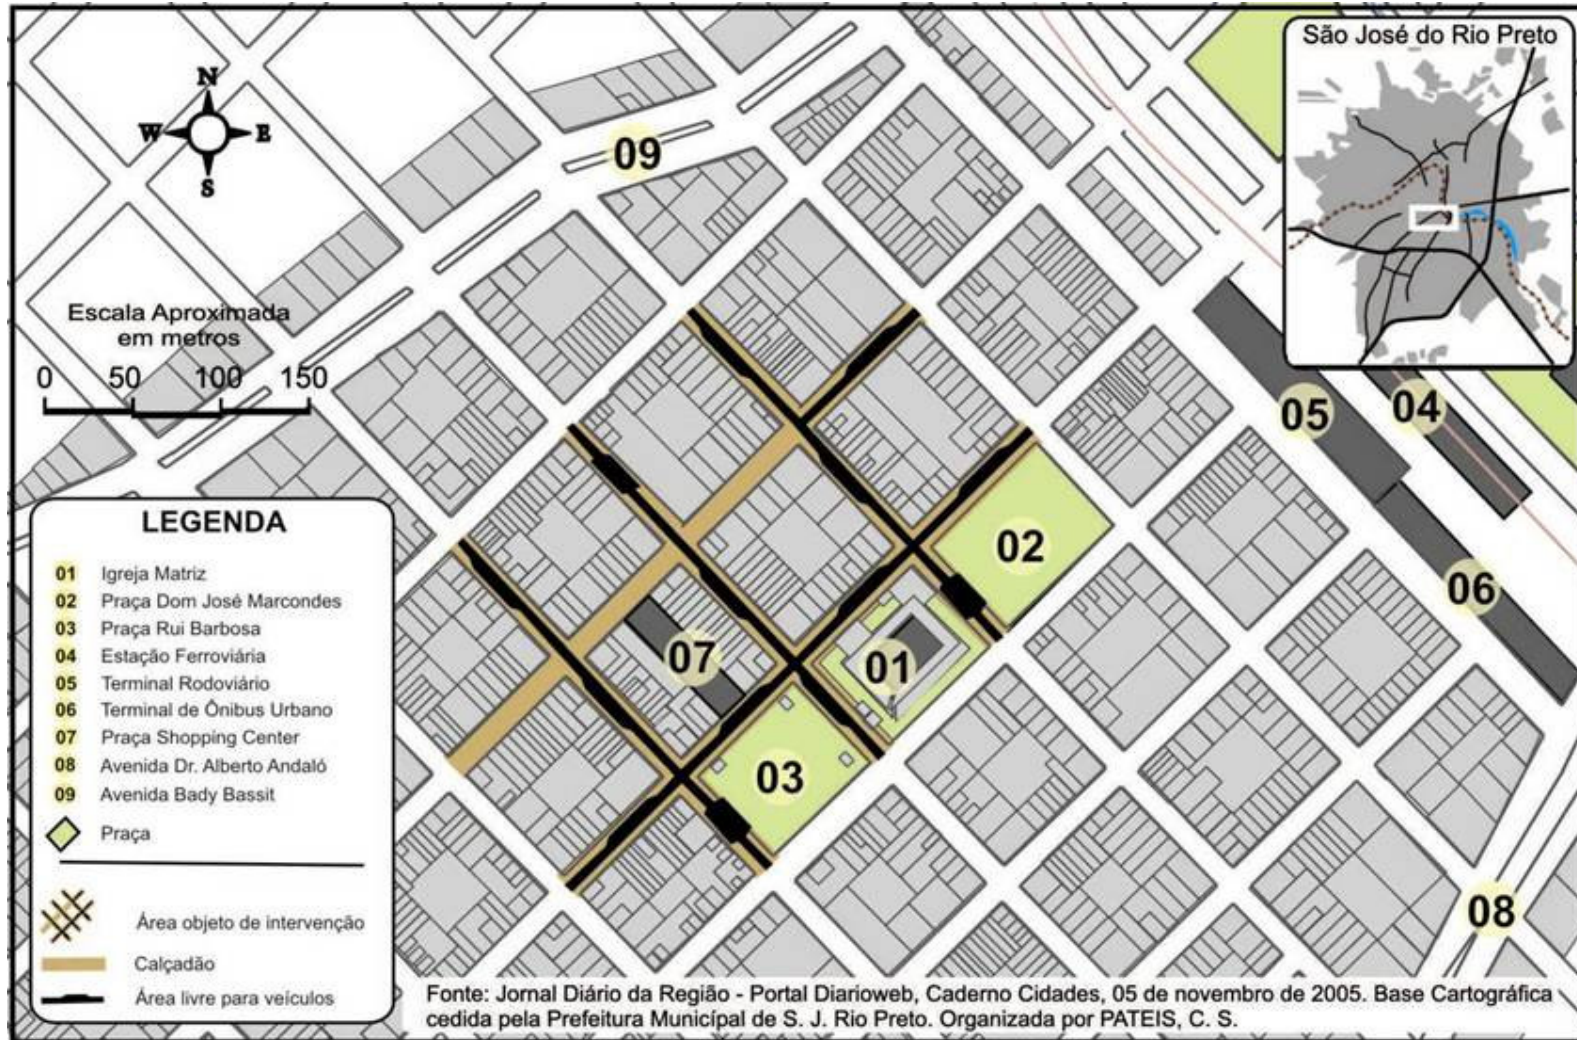 São José do Rio Preto
N
W E
S
09
Escala Aproximada
em metros
0 50 100 150
05
04
02
06
07
01
03
08
LEGENDA
01 Igreja Matriz
02 Praça Dom José Marcondes
03 Praça Rui Barbosa
04 Estação Ferroviária
05 Terminal Rodoviário
06 Terminal de Ônibus Urbano
07 Praça Shopping Center
08 Avenida Dr. Alberto Andaló
09 Avenida Bady Bassit
Praça
Área objeto de intervenção
Calçadão
Área livre para veículos
Fonte: Jornal Diário da Região - Portal Diarioweb, Caderno Cidades, 05 de novembro de 2005. Base Cartográfica
cedida pela Prefeitura Municípal de S. J. Rio Preto. Organizada por PATEIS, C. S.